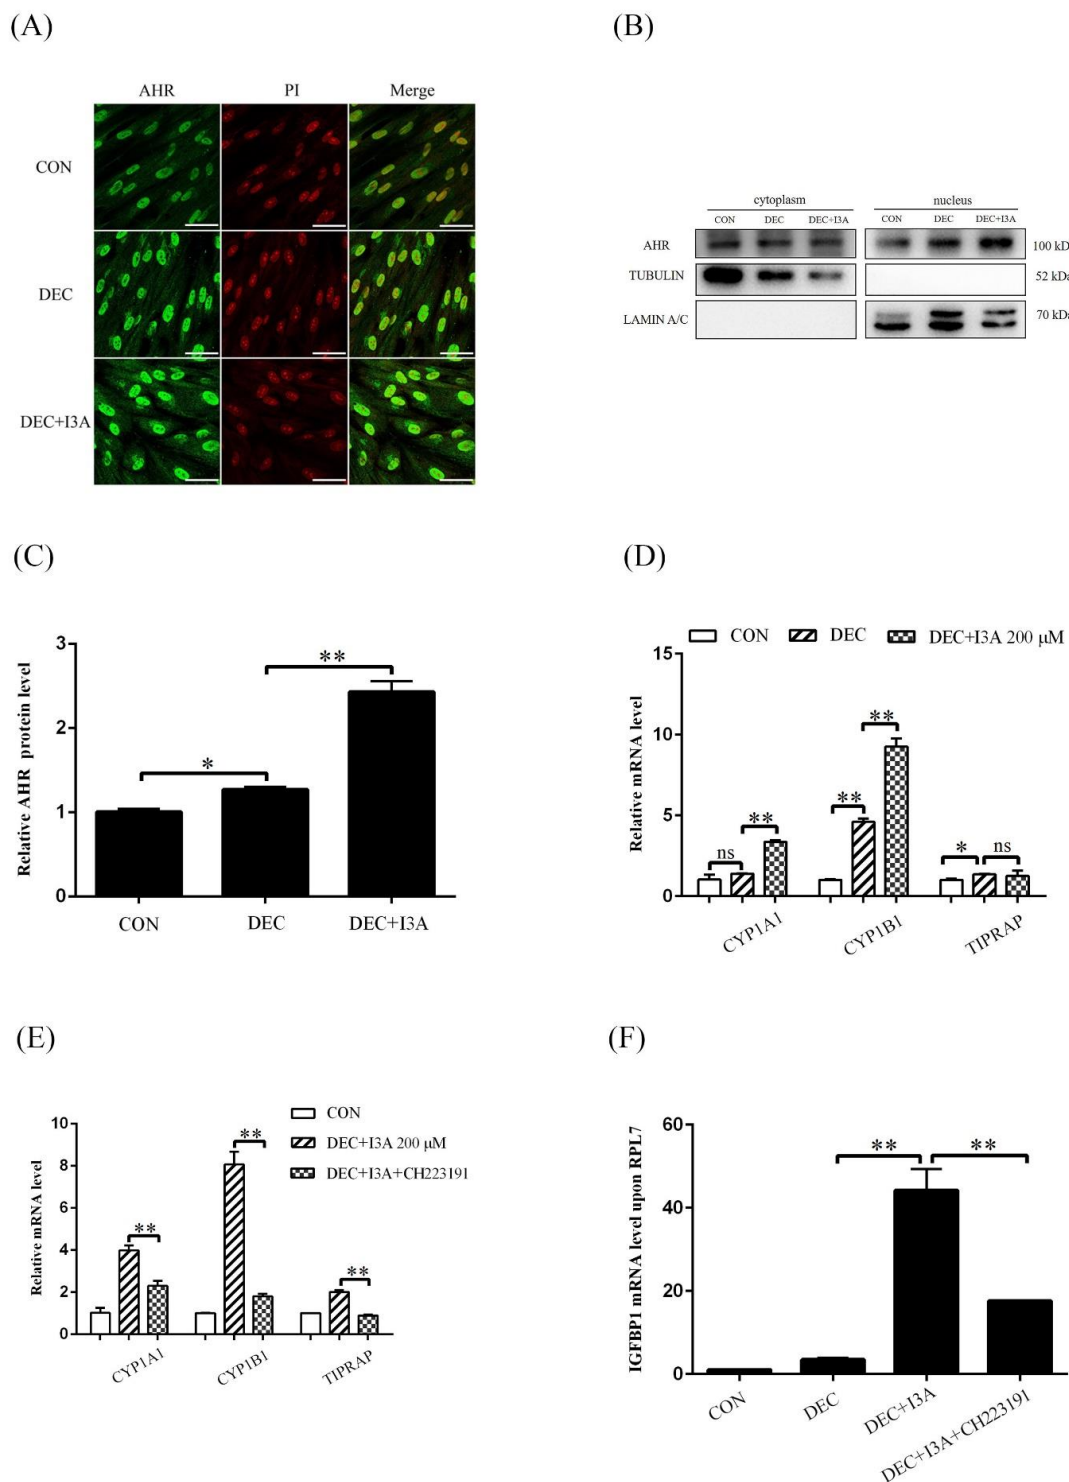 (A)
AHR PI Merge
CON
DEC
DEC+I3A
(B)
cytoplasm nucleus
CON DEC DEC+I3A CON DEC DEC+I3A
AHR 100 kD
TUBULIN 52 kDa
LAMIN A/C 70 kDa
(C)
Relative AHR protein level
3
2
1
0
*
**
CON DEC DEC+I3A
(D)
CON DEC DEC+I3A 200 μM
Relative mRNA level
15
10
5
0
ns ** ** ** * ns
CYP1A1 CYP1B1 TIPRAP
(E)
CON
DEC+I3A 200 μM
DEC+I3A+CH223191
Relative mRNA level
10
8
6
4
2
0
** ** **
CYP1A1 CYP1B1 TIPRAP
(F)
IGFBP1 mRNA level upon RPL7
60
40
20
0
** **
CON DEC DEC+I3A DEC+I3A+CH223191